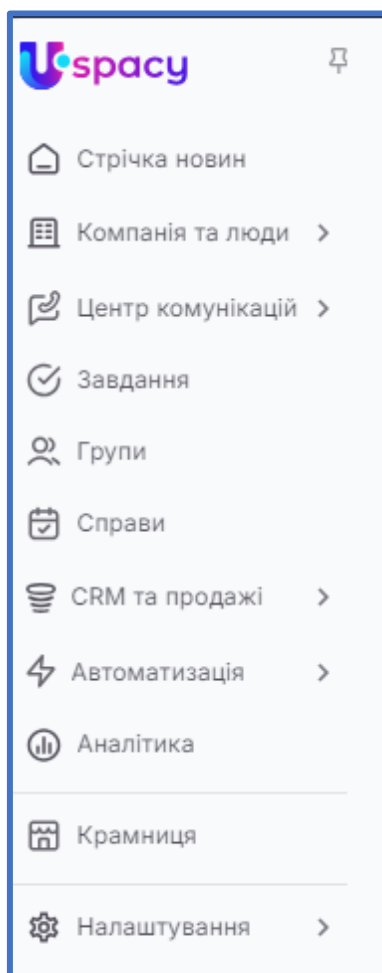 Uspacy
Стрічка новин
Компанія та люди
Центр комунікацій
Завдання
Групи
Справи
CRM та продажі
Автоматизація
Аналітика
Крамниця
Налаштування